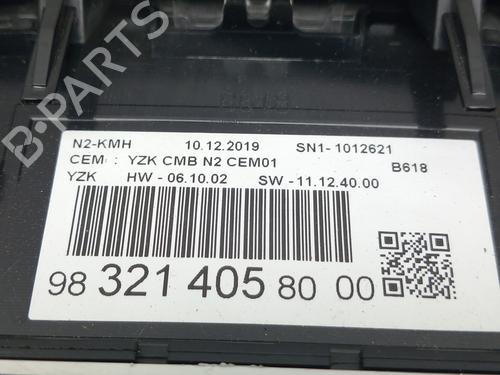 N2-KMH 10.12.2019 SN1- 1012621
CEM : YZK CMB N2 CEM01 B618
YZK HW - 06.10.02 SW - 11.12.40.00
98 321 405 80 00
B-PARTS